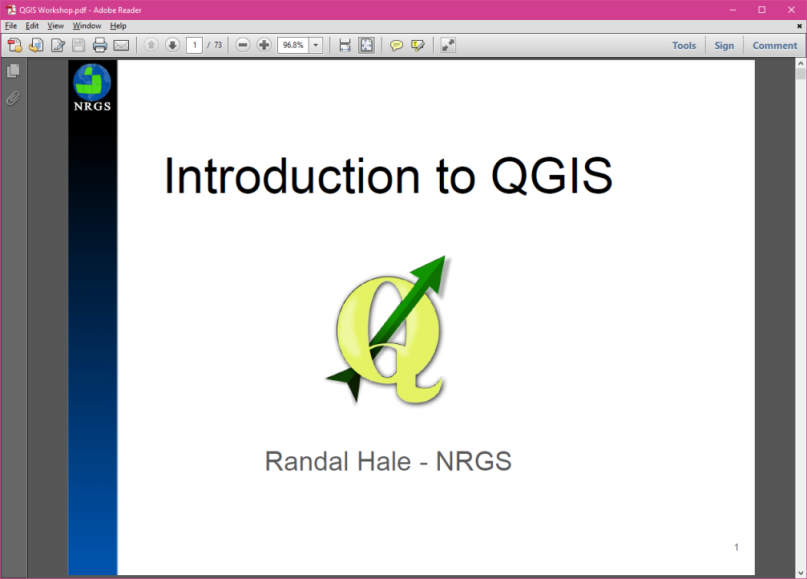 QGIS Workshop.pdf - Adobe Reader
File Edit View Window Help
1 / 73 96.8% Tools Sign Comment
NRGS
Introduction to QGIS
Randal Hale - NRGS
1